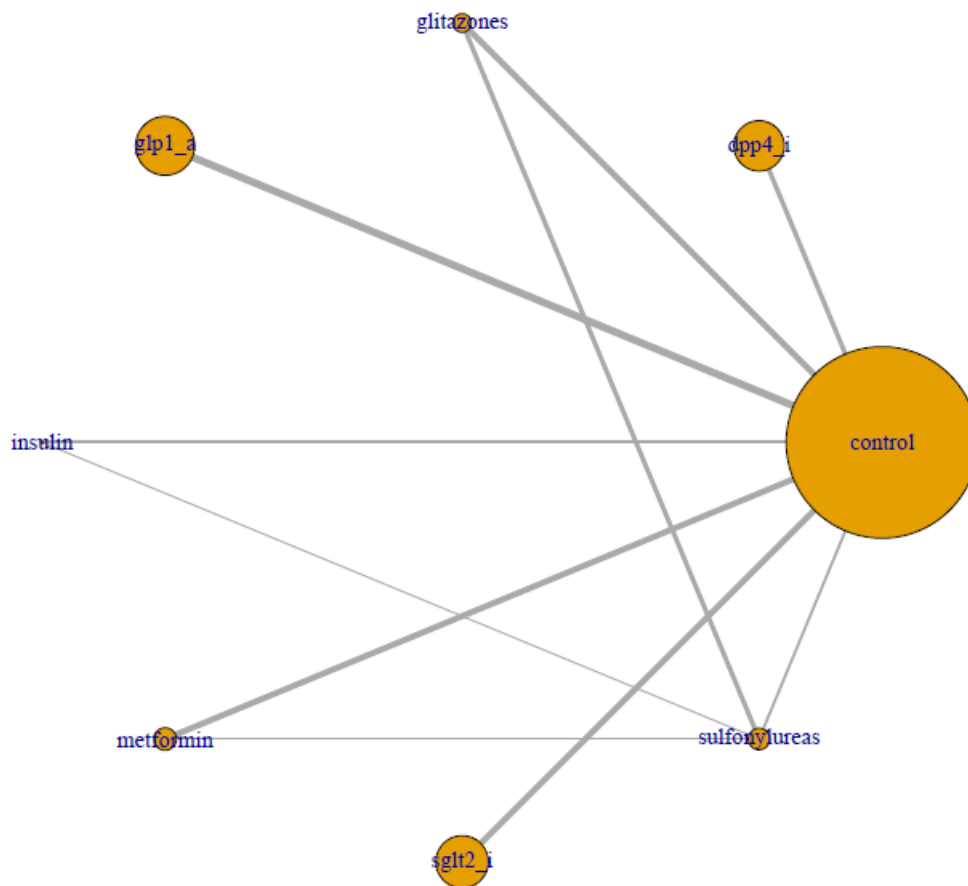 glitazones
glp1_a
dpp4_i
insulin
control
metformin
sulfonylureas
sglt2_i